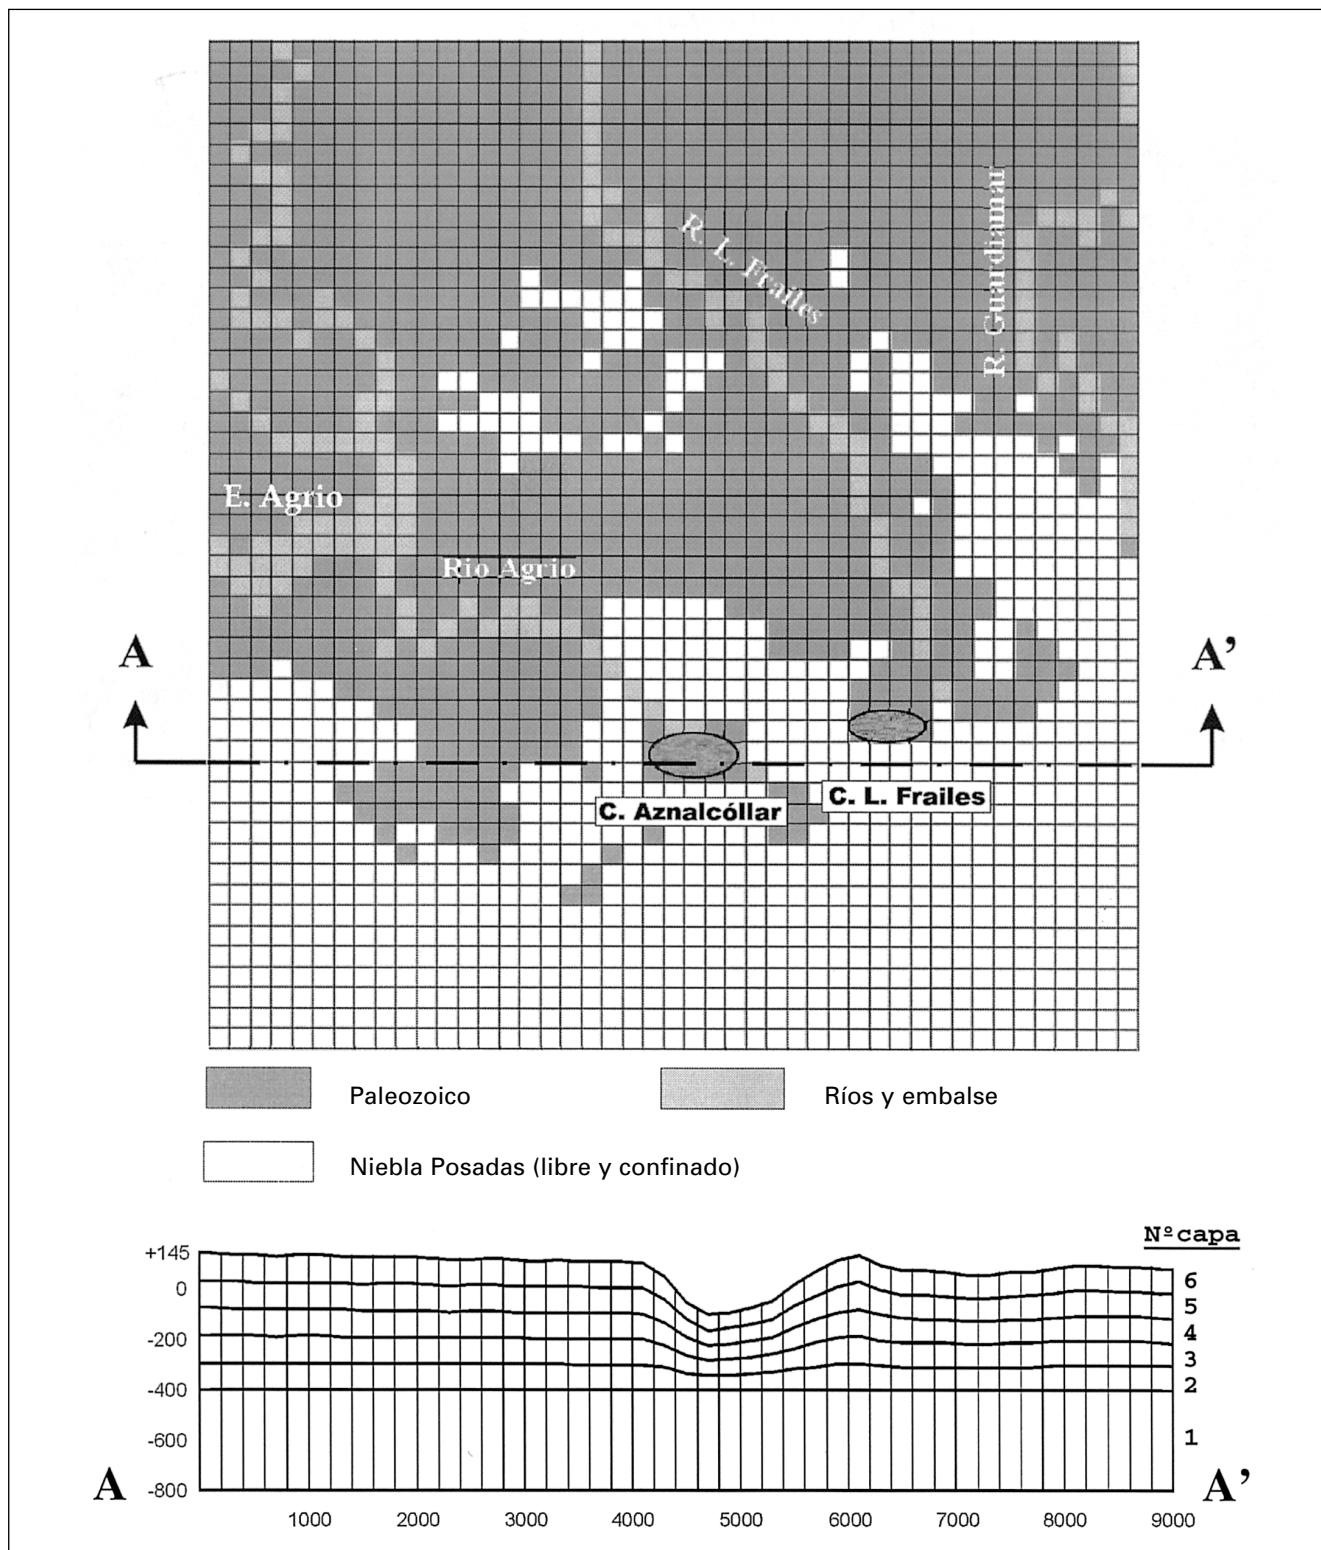 R. L. Frailes
R. Guardiamar
E. Agrio
Rio Agrio
A
A’
C. L. Frailes
C. Aznalcóllar
Paleozoico
Ríos y embalse
Niebla Posadas (libre y confinado)
Nºcapa
+145
6
0
5
4
-200
3
2
-400
1
-600
-800
A
A’
1000 2000 3000 4000 5000 6000 7000 8000 9000